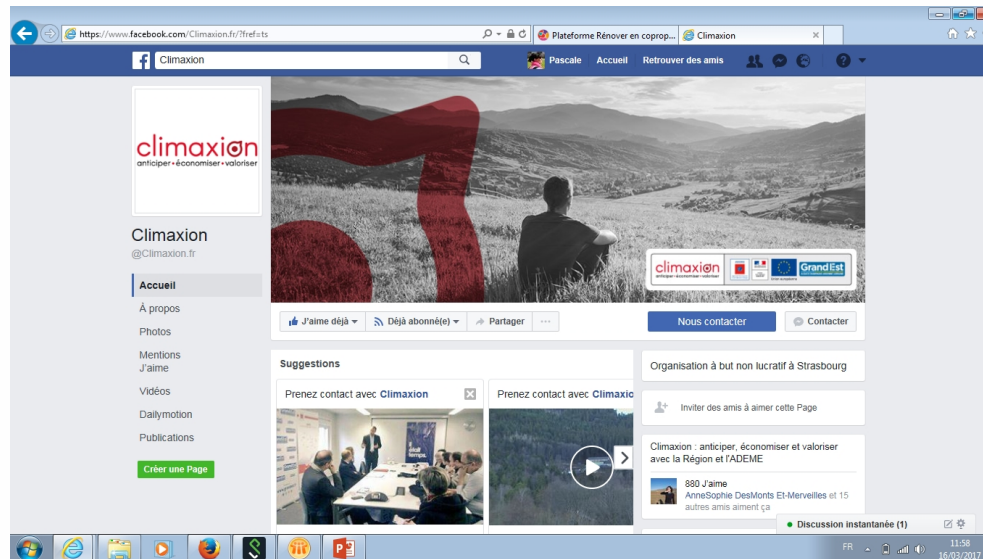 https://www.facebook.com/Climaxion.fr/?fref=ts
Plateforme Rénover en coprop...
Climaxion
Climaxion
Pascale
Accueil
Retrouver des amis
climaxion
anticiper • économiser • valoriser
climaxion
anticiper • économiser • valoriser
Grand Est
Climaxion
@Climaxion.fr
Accueil
À propos
Photos
Mentions
J'aime
Vidéos
Dailymotion
Publications
Créer une Page
J'aime déjà
Déjà abonné(e)
Partager
...
Nous contacter
Contacter
Suggestions
Prenez contact avec Climaxion
Prenez contact avec Climaxio
Organisation à but non lucratif à Strasbourg
Inviter des amis à aimer cette Page
Climaxion : anticiper, économiser et valoriser
avec la Région et l'ADEME
880 J'aime
AnneSophie DesMonts Et-Merveilles et 15
autres amis aiment ça
Discussion instantanée (1)
FR
11:58
16/03/2017